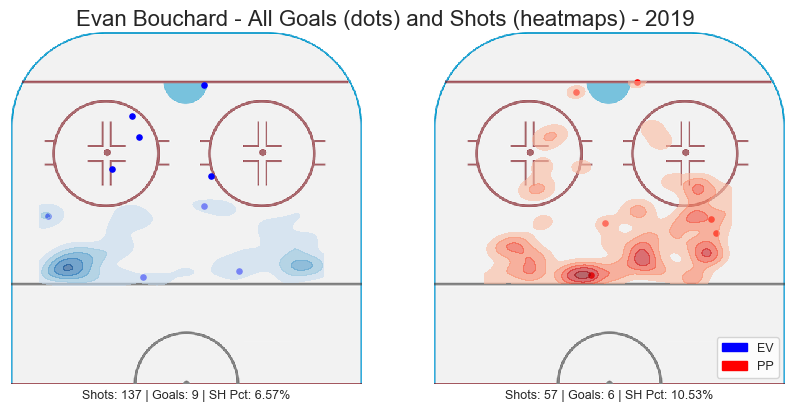 Evan Bouchard - All Goals (dots) and Shots (heatmaps) - 2019
EV
PP
Shots: 137 | Goals: 9 | SH Pct: 6.57%
Shots: 57 | Goals: 6 | SH Pct: 10.53%